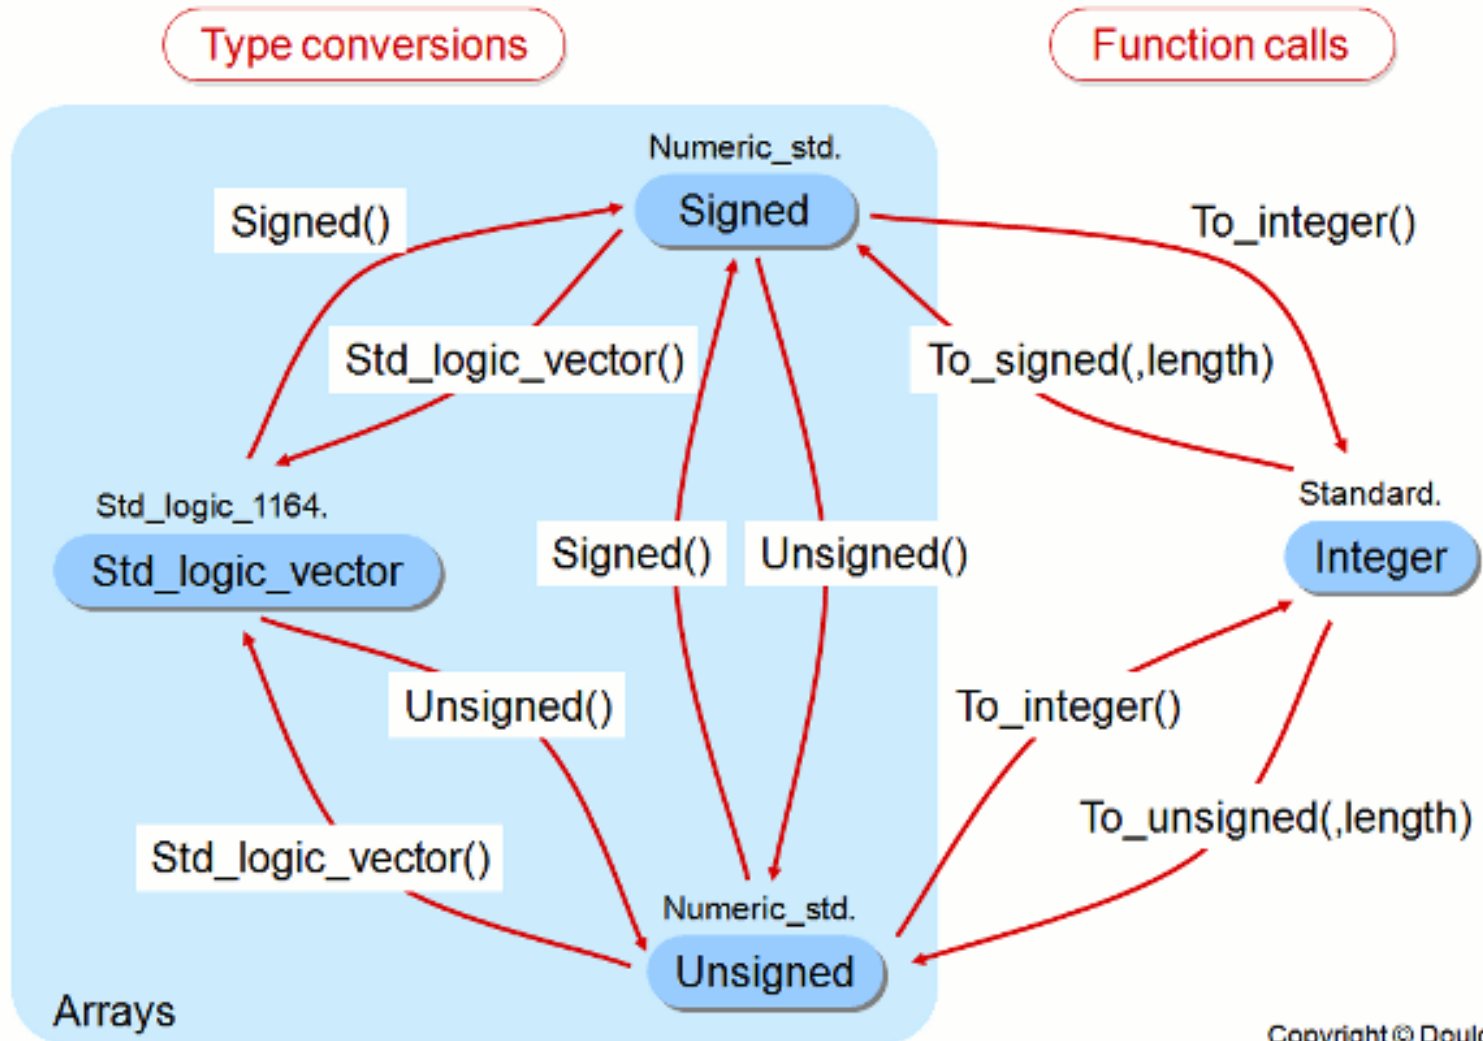 Type conversions
Function calls
Numeric_std.
Signed
Signed()
To_integer()
Std_logic_vector()
To_signed(,length)
Std_logic_1164.
Std_logic_vector
Signed()
Unsigned()
Standard.
Integer
Unsigned()
To_integer()
Std_logic_vector()
To_unsigned(,length)
Numeric_std.
Unsigned
Arrays
Copyright ©